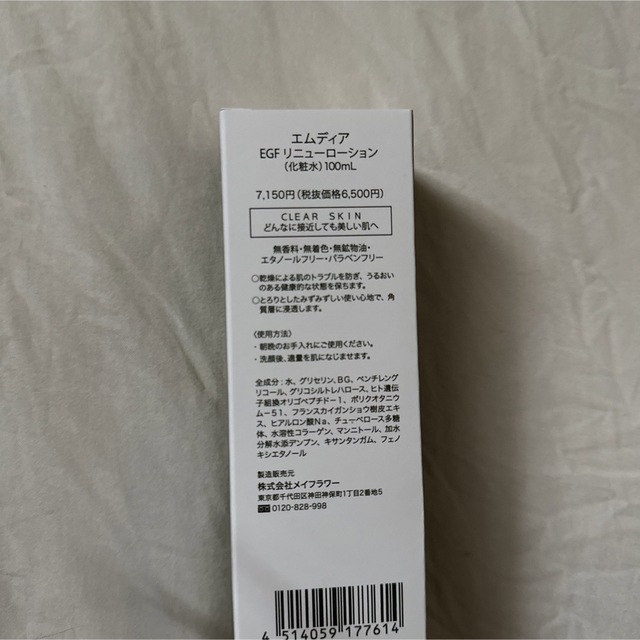 エムディア
EGF リニューローション
（化粧水）100mL
7,150円（税抜価格6,500円）
CLEAR SKIN
どんなに接近しても美しい肌へ
無香料・無着色・無鉱物油・
エタノールフリー・パラベンフリー
○乾燥による肌のトラブルを防ぎ、うるおい
のある健康的な状態を保ちます。
○とろりとしたみずみずしい使い心地で、角
質層に浸透します。
〈使用方法〉
・朝晩のお手入れにご使用ください。
・洗顔後、適量を肌になじませます。
全成分：水、グリセリン、BG、ペンチレング
リコール、グリコシルトレハロース、ヒト遺伝
子組換オリゴペプチド－1、ポリクオタニウ
ム－51、フランスカイガンショウ樹皮エキ
ス、ヒアルロン酸Na、チューベロース多糖
体、水溶性コラーゲン、マンニトール、加水
分解水添デンプン、キサンタンガム、フェノ
キシエタノール
製造販売元
株式会社メイフラワー
東京都千代田区神田神保町1丁目2番地5
0120-828-998
4 514059 177614